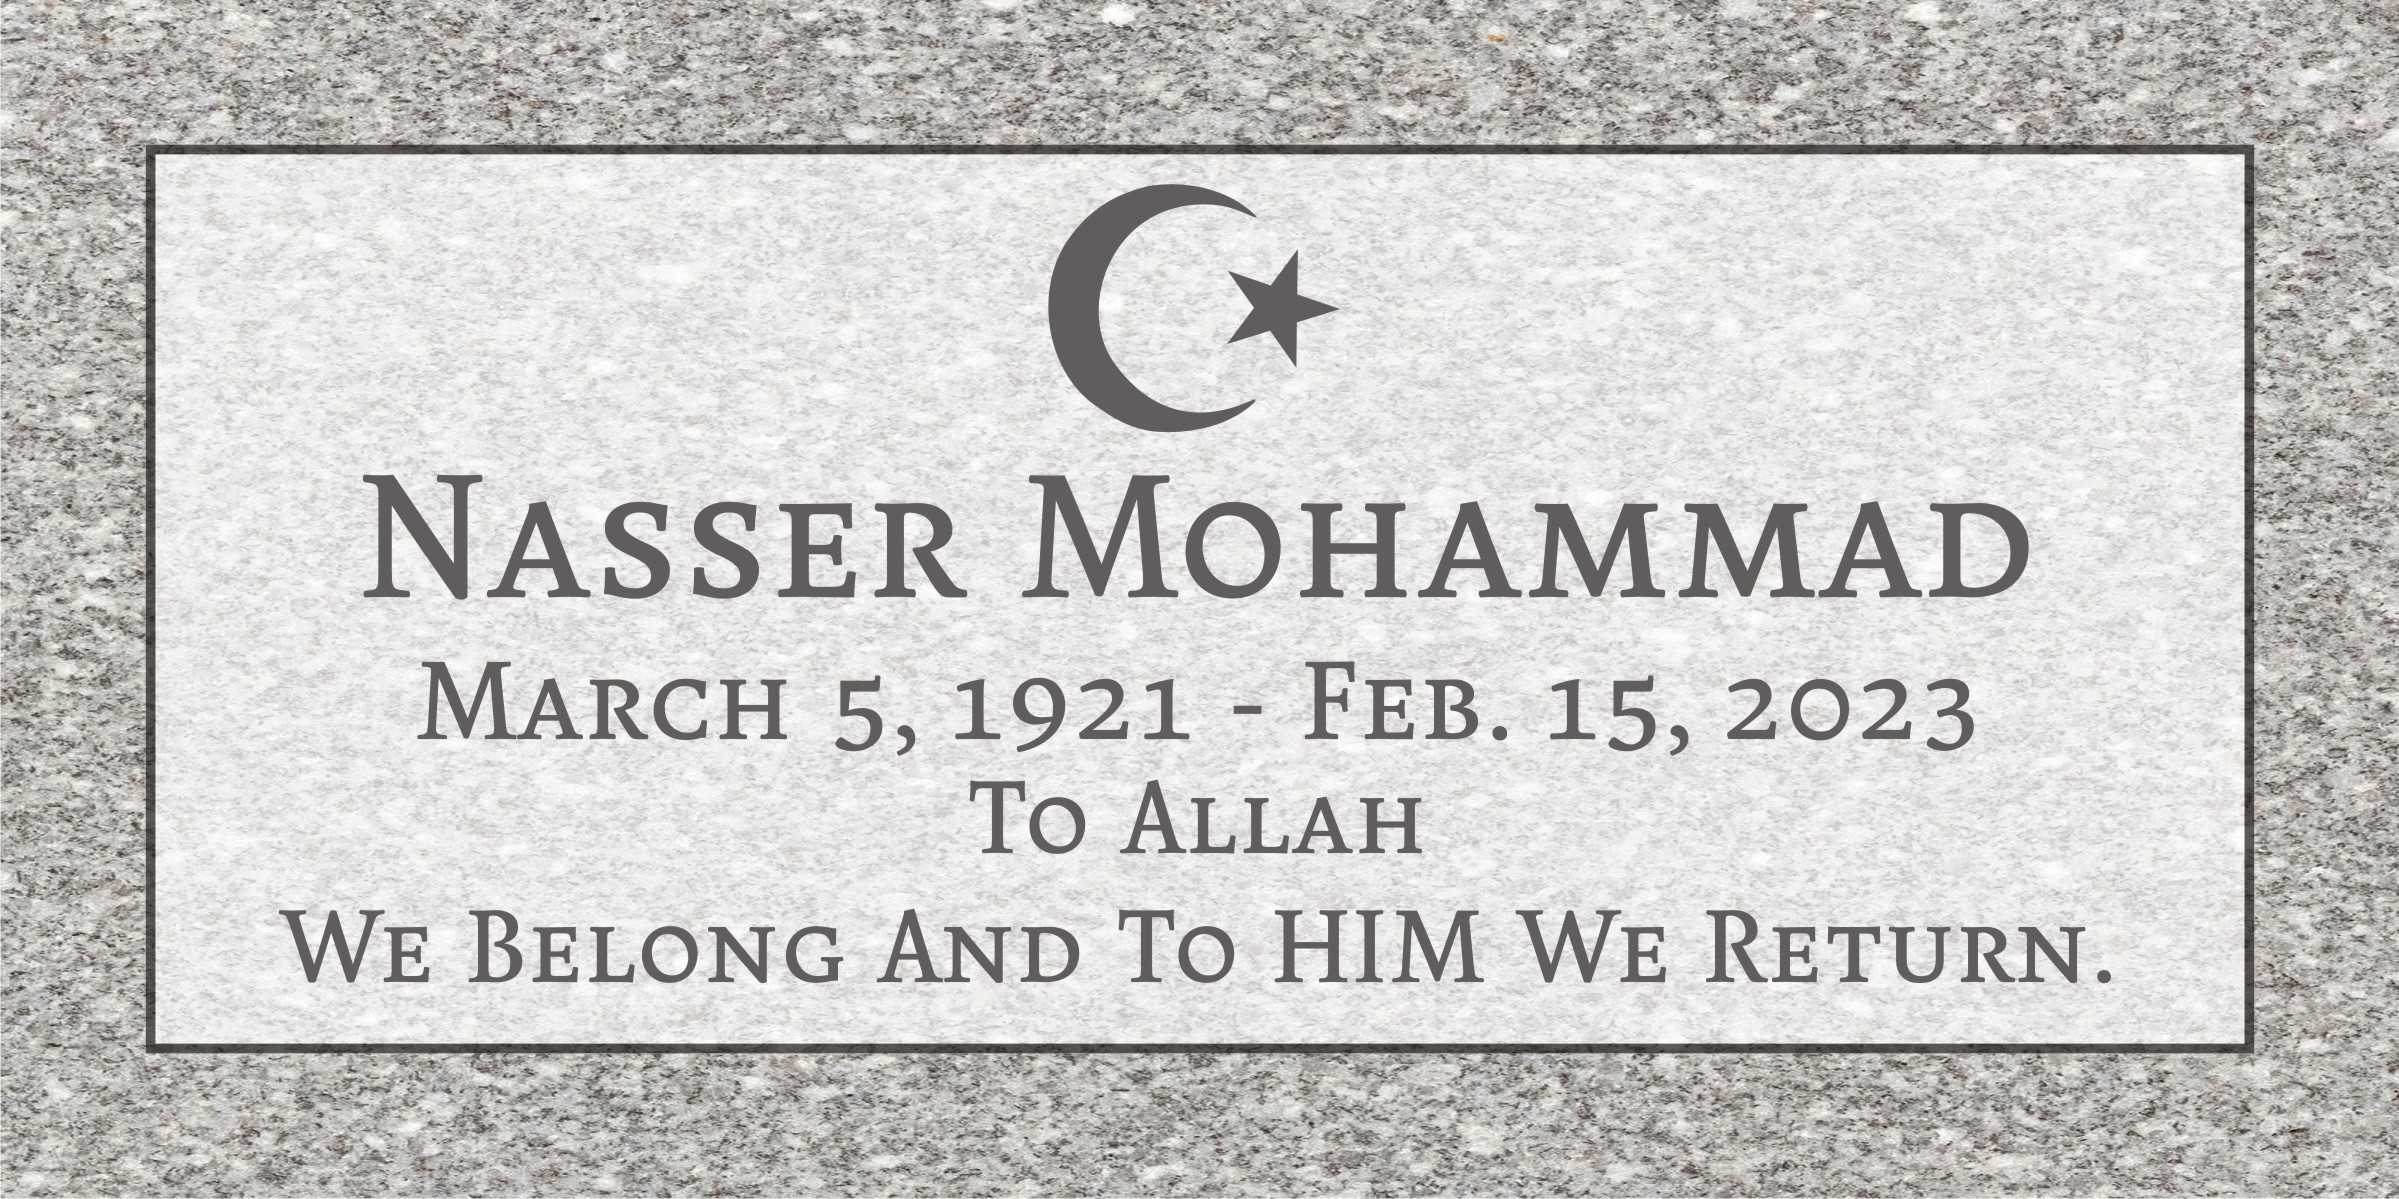 Nasser Mohammad
March 5, 1921 - Feb. 15, 2023
To Allah
We Belong And To HIM We Return.